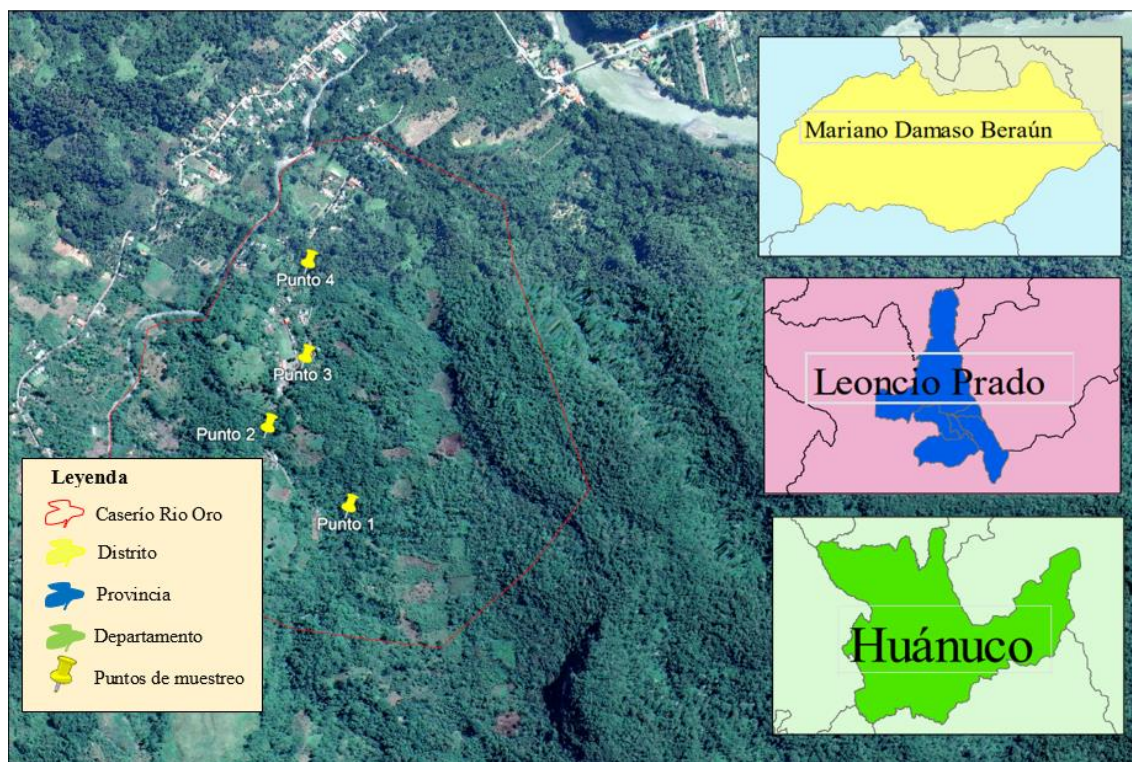 Mariano Damaso Beraún
Punto 4
Punto 3
Leoncio Prado
Punto 2
Punto 1
Leyenda
Caserío Rio Oro
Distrito
Provincia
Departamento
Puntos de muestreo
Huánuco